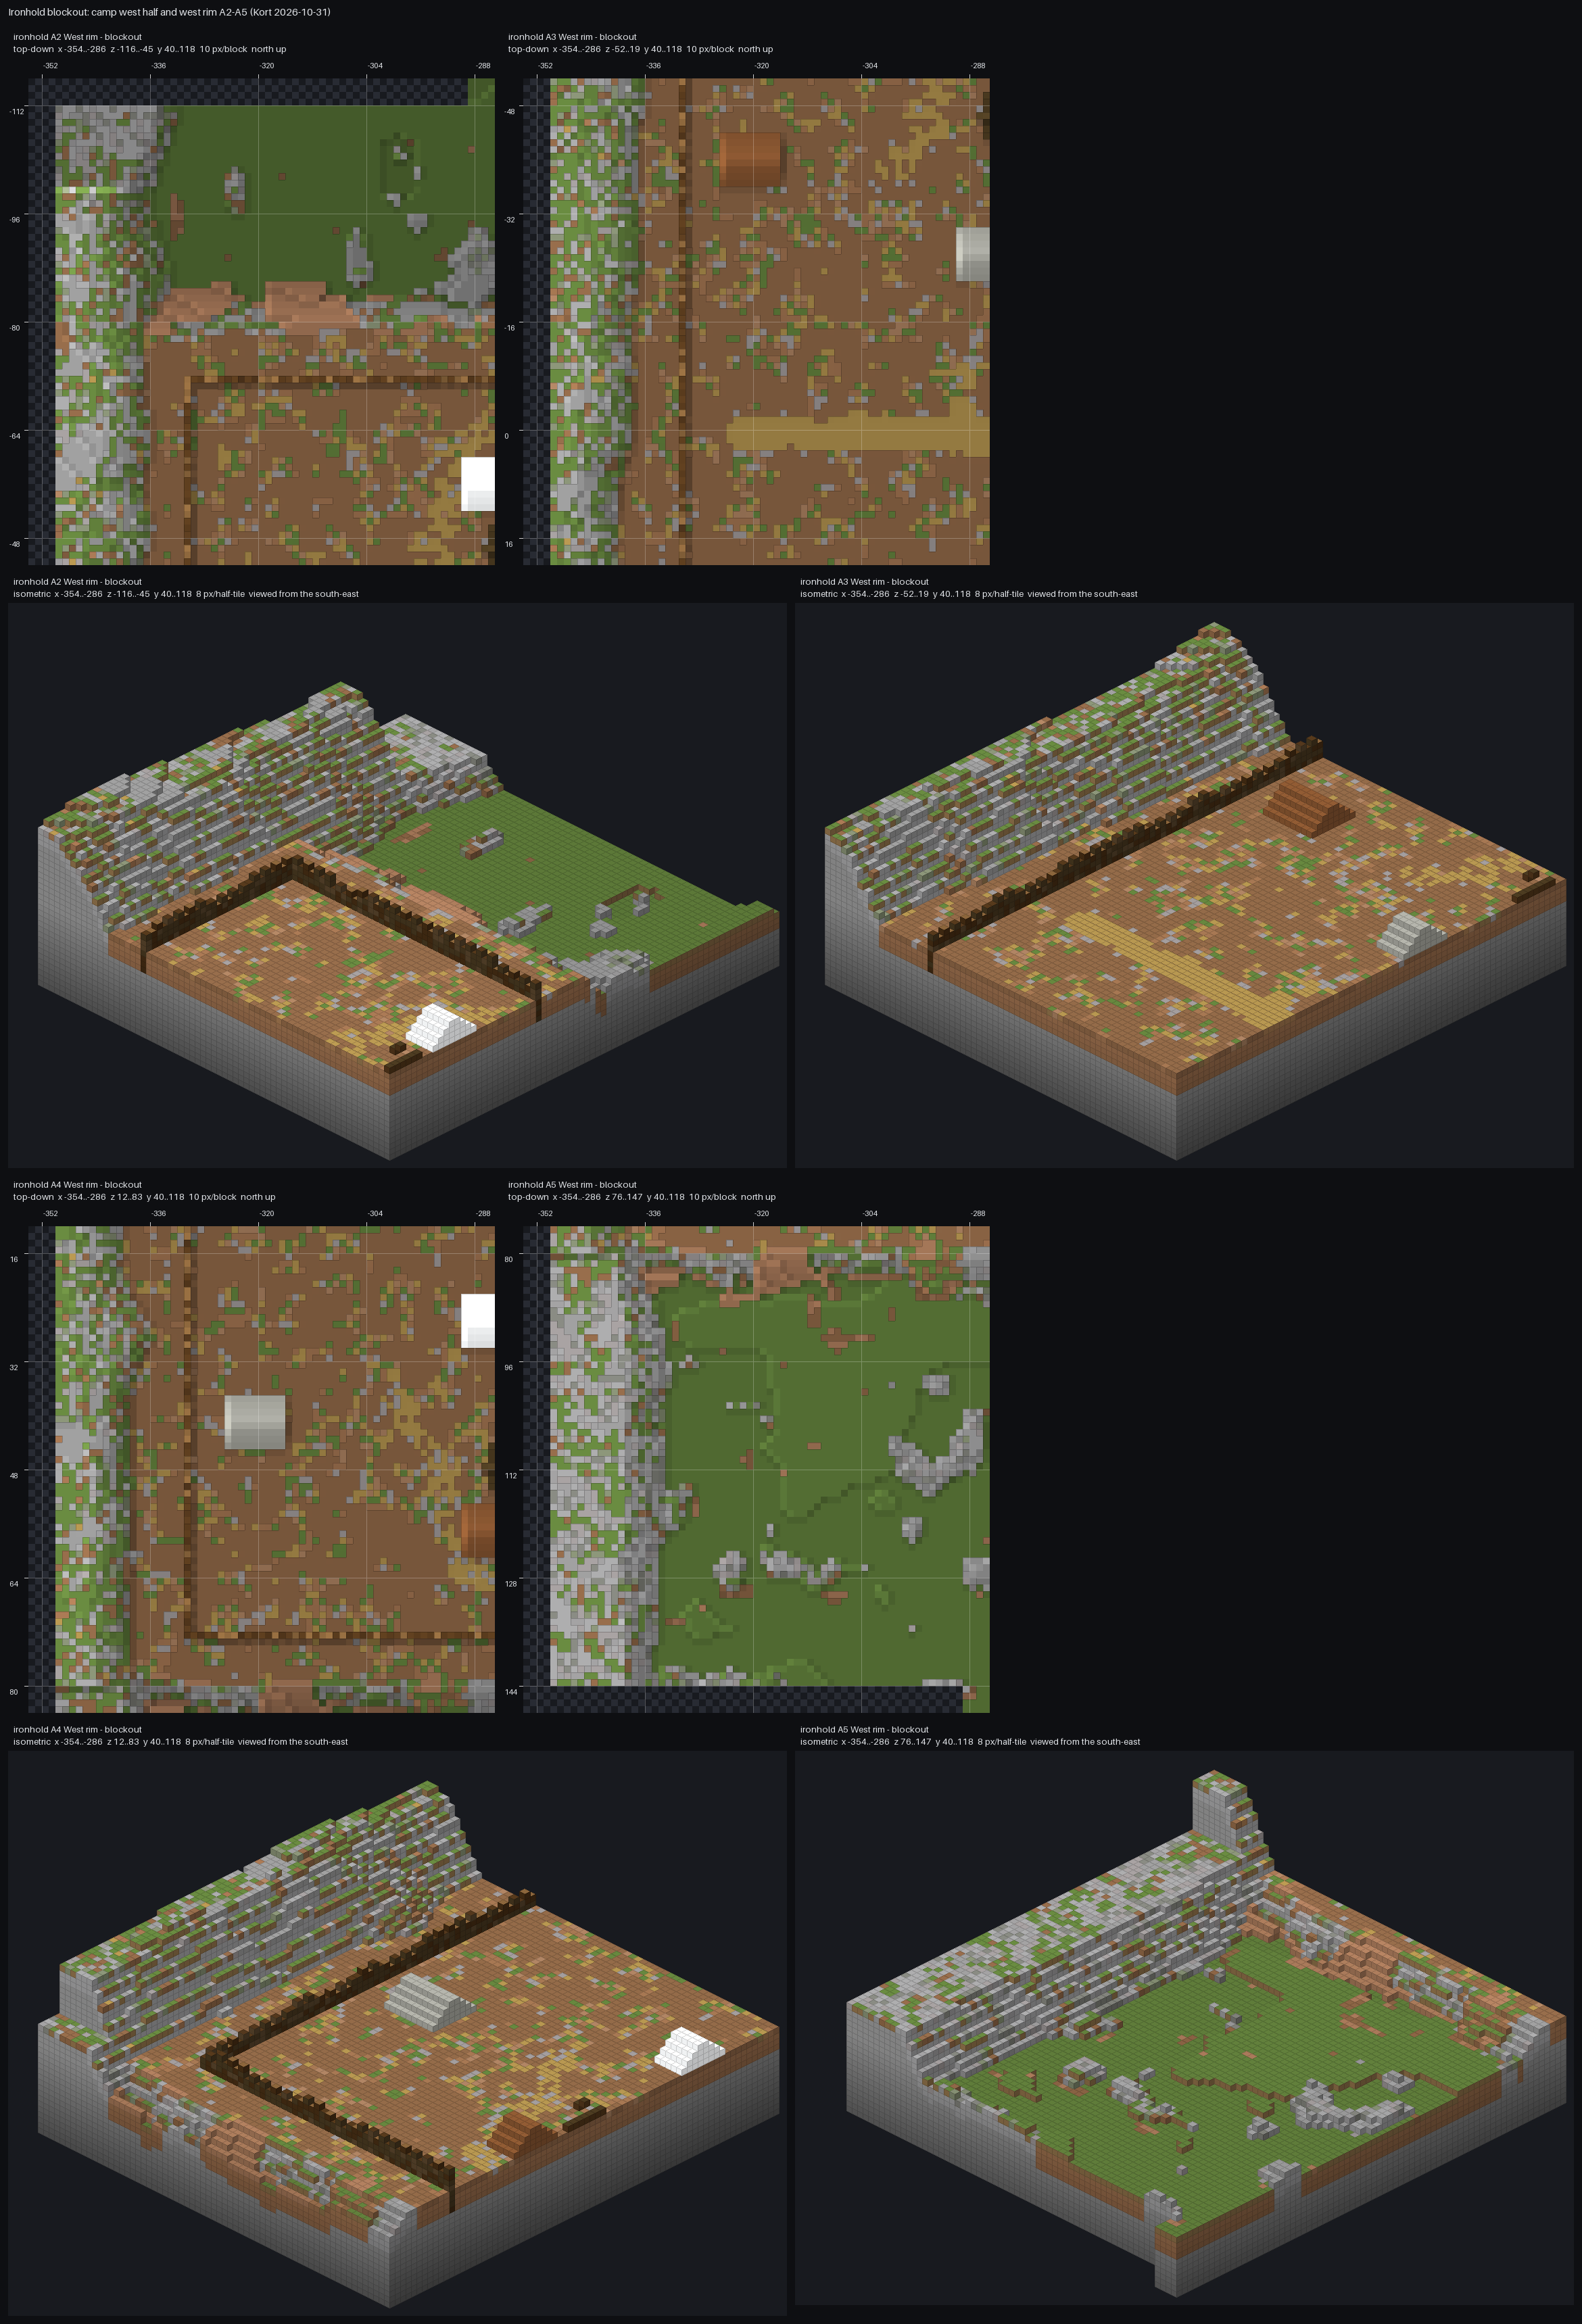 Ironhold blockout: camp west half and west rim A2-A5 (Kort 2026-10-31)
ironhold A2 West rim - blockout
top-down x -354..-286 z -116..-45 y 40..118 10 px/block north up
-352 -336 -320 -304 -288
-112
-96
-80
-64
-48
ironhold A3 West rim - blockout
top-down x -354..-286 z -52..19 y 40..118 10 px/block north up
-352 -336 -320 -304 -288
-48
-32
-16
0
16
ironhold A2 West rim - blockout
isometric x -354..-286 z -116..-45 y 40..118 8 px/half-tile viewed from the south-east
ironhold A3 West rim - blockout
isometric x -354..-286 z -52..19 y 40..118 8 px/half-tile viewed from the south-east
ironhold A4 West rim - blockout
top-down x -354..-286 z 12..83 y 40..118 10 px/block north up
-352 -336 -320 -304 -288
16
32
48
64
80
ironhold A5 West rim - blockout
top-down x -354..-286 z 76..147 y 40..118 10 px/block north up
-352 -336 -320 -304 -288
80
96
112
128
144
ironhold A4 West rim - blockout
isometric x -354..-286 z 12..83 y 40..118 8 px/half-tile viewed from the south-east
ironhold A5 West rim - blockout
isometric x -354..-286 z 76..147 y 40..118 8 px/half-tile viewed from the south-east